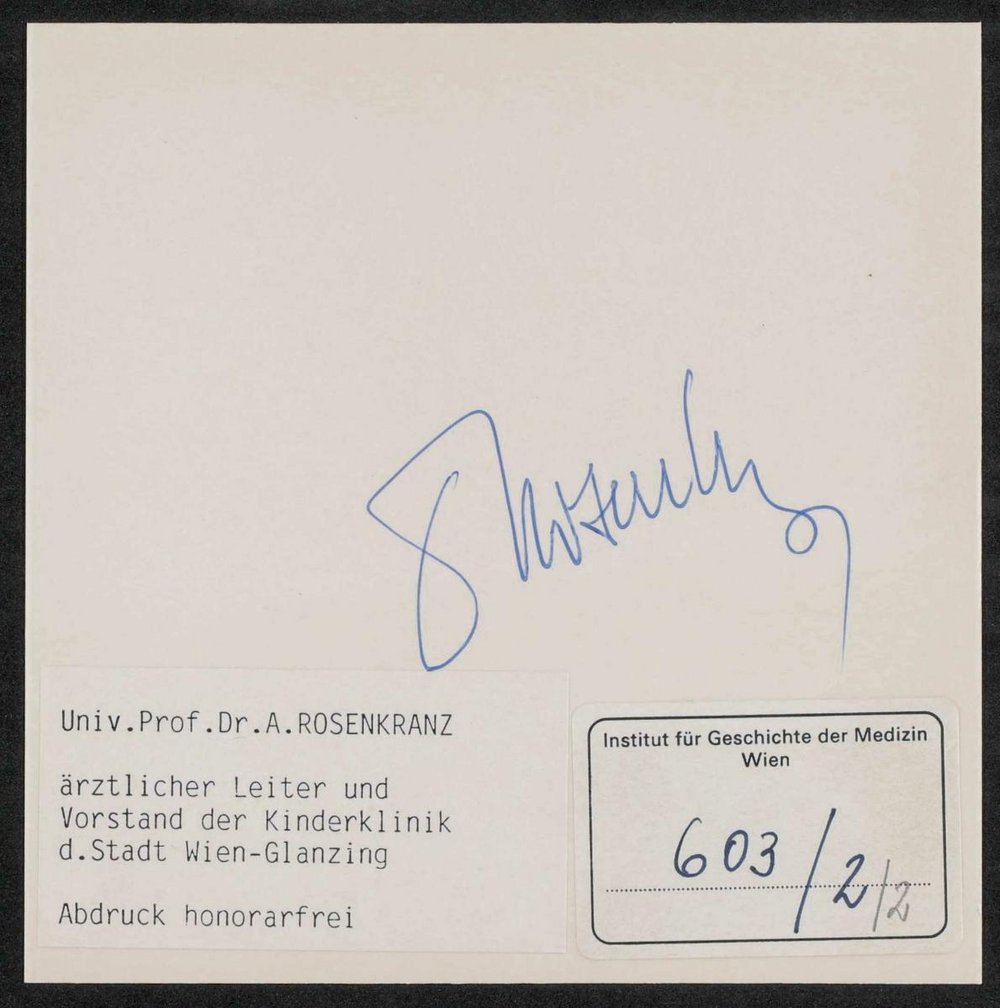 Rosenkranz
Univ.Prof.Dr.A.ROSENKRANZ
ärztlicher Leiter und
Vorstand der Kinderklinik
d.Stadt Wien-Glanzing
Abdruck honorarfrei
Institut für Geschichte der Medizin
Wien
603/2/2